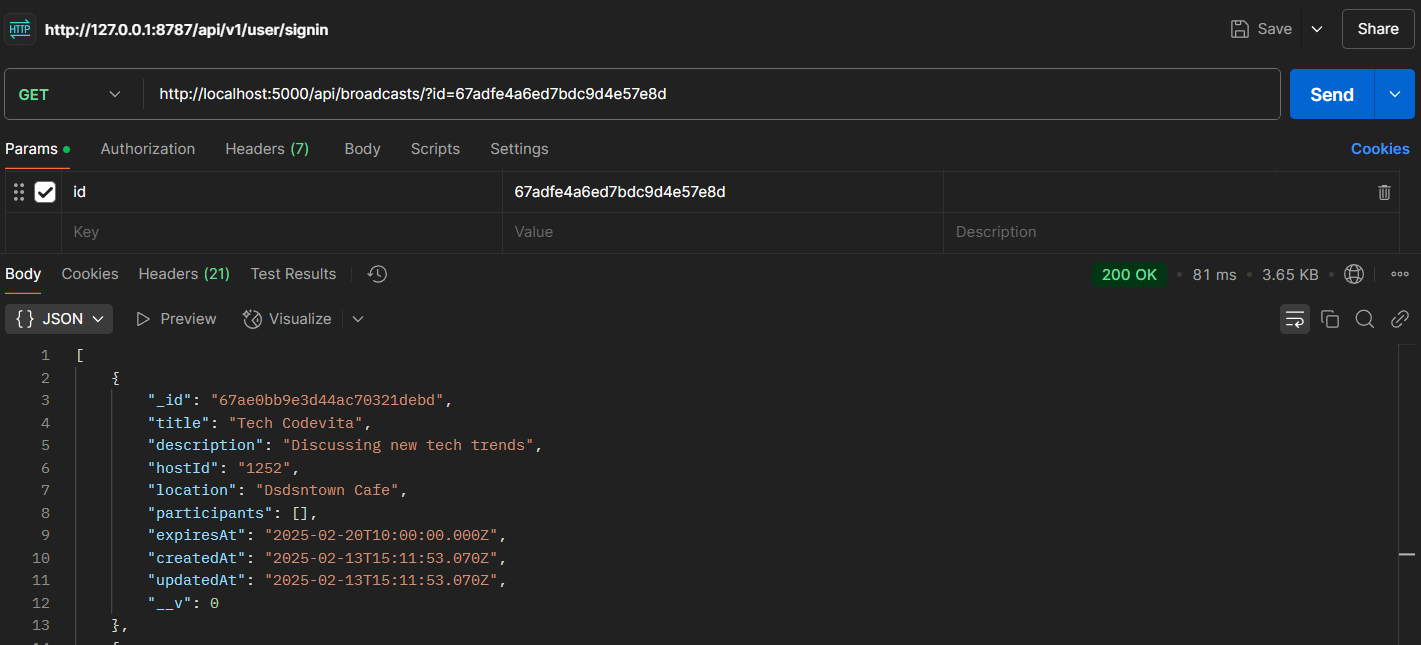 HTTP http://127.0.0.1:8787/api/v1/user/signin Save Share
GET http://localhost:5000/api/broadcasts/?id=67adfe4a6ed7bdc9d4e57e8d Send
Params Authorization Headers (7) Body Scripts Settings Cookies
id 67adfe4a6ed7bdc9d4e57e8d
Key Value Description
Body Cookies Headers (21) Test Results 200 OK 81 ms 3.65 KB
{} JSON Preview Visualize
1 [
2 {
3 "_id": "67ae0bb9e3d44ac70321debd",
4 "title": "Tech Codevita",
5 "description": "Discussing new tech trends",
6 "hostId": "1252",
7 "location": "Dsdsntown Cafe",
8 "participants": [],
9 "expiresAt": "2025-02-20T10:00:00.000Z",
10 "createdAt": "2025-02-13T15:11:53.070Z",
11 "updatedAt": "2025-02-13T15:11:53.070Z",
12 "__v": 0
13 },